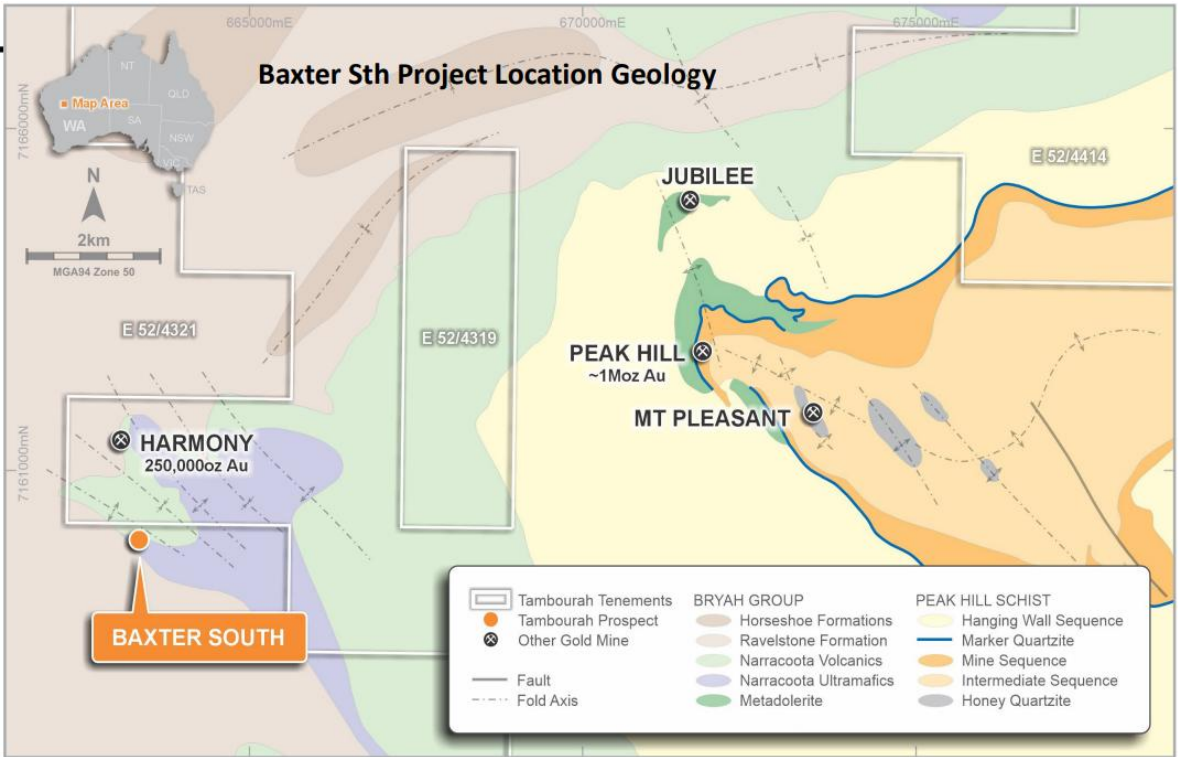 665000mE
670000mE
675000mE
Baxter Sth Project Location Geology
NT
QLD
Map Area
WA
SA
NSW
VIC
TAS
7166000mN
N
2km
MGA94 Zone 50
E 52/4414
JUBILEE
E 52/4321
E 52/4319
PEAK HILL
~1Moz Au
MT PLEASANT
HARMONY
250,000oz Au
7161000mN
BAXTER SOUTH
Tambourah Tenements
Tambourah Prospect
Other Gold Mine
Fault
Fold Axis
BRYAH GROUP
Horseshoe Formations
Ravelstone Formation
Narracoota Volcanics
Narracoota Ultramafics
Metadolerite
PEAK HILL SCHIST
Hanging Wall Sequence
Marker Quartzite
Mine Sequence
Intermediate Sequence
Honey Quartzite